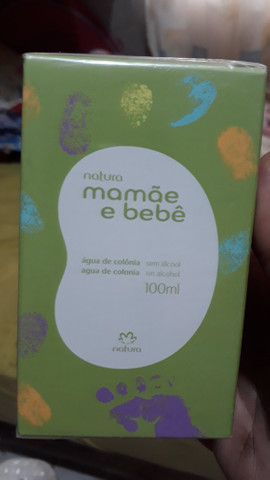 natura
mamãe
e bebê
água de colônia sem álcool
agua de colonia sin alcohol
100ml
natura